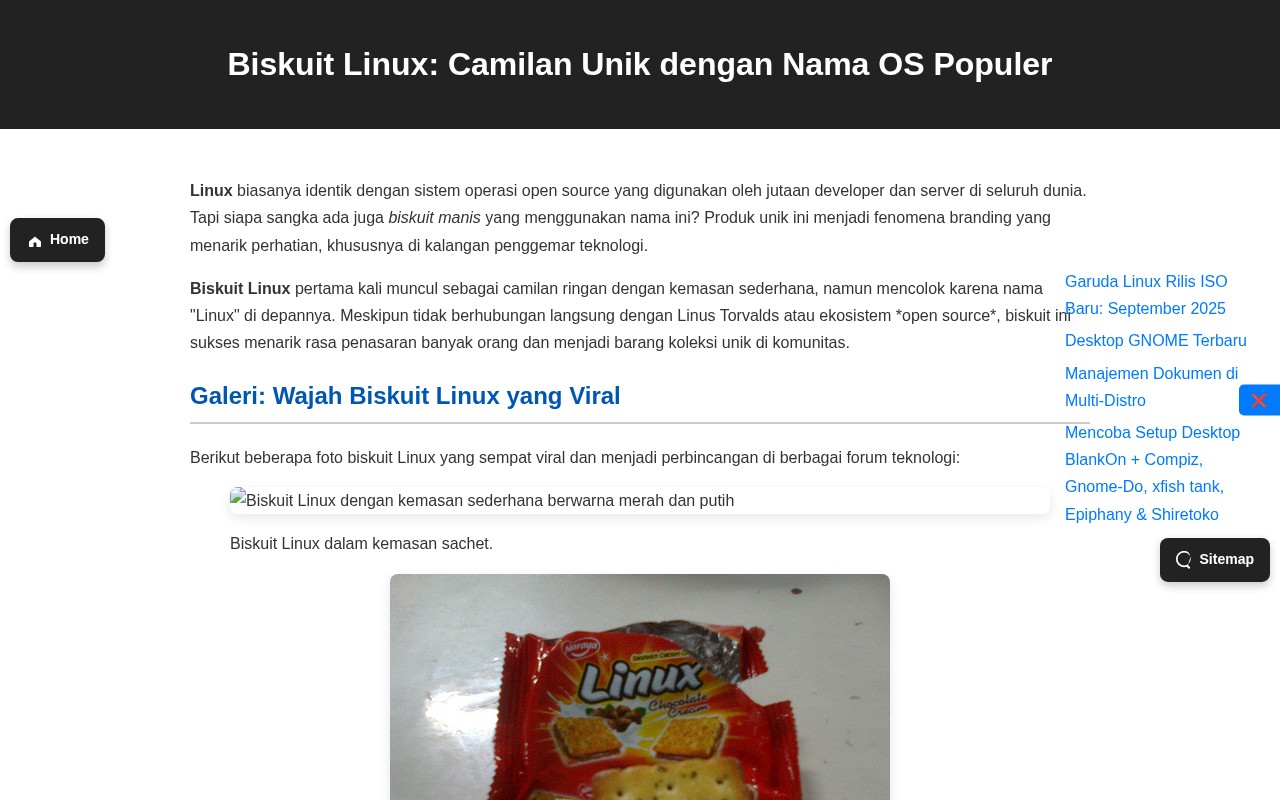 Biskuit Linux: Camilan Unik dengan Nama OS Populer
Linux biasanya identik dengan sistem operasi open source yang digunakan oleh jutaan developer dan server di seluruh dunia.
Tapi siapa sangka ada juga biskuit manis yang menggunakan nama ini? Produk unik ini menjadi fenomena branding yang
menarik perhatian, khususnya di kalangan penggemar teknologi.
Home
Biskuit Linux pertama kali muncul sebagai camilan ringan dengan kemasan sederhana, namun mencolok karena nama
"Linux" di depannya. Meskipun tidak berhubungan langsung dengan Linus Torvalds atau ekosistem *open source*, biskuit ini
sukses menarik rasa penasaran banyak orang dan menjadi barang koleksi unik di komunitas.
Galeri: Wajah Biskuit Linux yang Viral
Berikut beberapa foto biskuit Linux yang sempat viral dan menjadi perbincangan di berbagai forum teknologi:
Biskuit Linux dengan kemasan sederhana berwarna merah dan putih
Biskuit Linux dalam kemasan sachet.
Naraya
Linux
Chocolate
Cream
Garuda Linux Rilis ISO
Baru: September 2025
Desktop GNOME Terbaru
Manajemen Dokumen di
Multi-Distro
Mencoba Setup Desktop
BlankOn + Compiz,
Gnome-Do, xfish tank,
Epiphany & Shiretoko
Sitemap